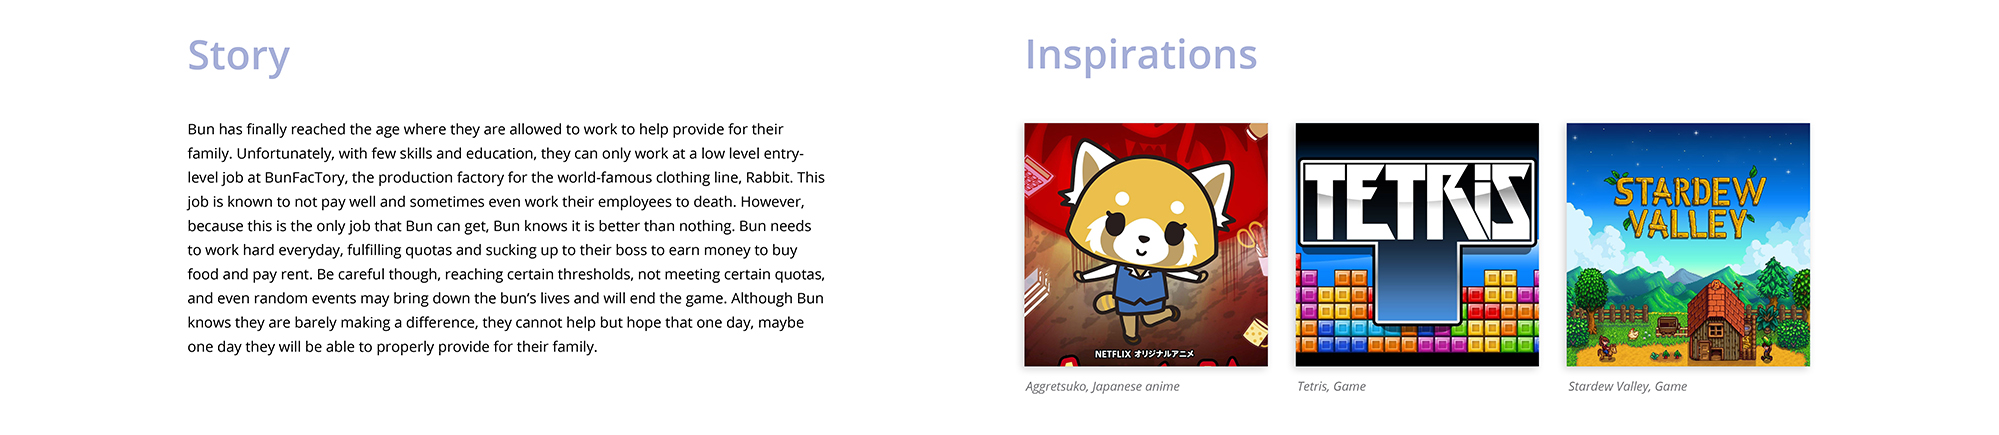 Story
Bun has finally reached the age where they are allowed to work to help provide for their
family. Unfortunately, with few skills and education, they can only work at a low level entry-
level job at BunFacTory, the production factory for the world-famous clothing line, Rabbit. This
job is known to not pay well and sometimes even work their employees to death. However,
because this is the only job that Bun can get, Bun knows it is better than nothing. Bun needs
to work hard everyday, fulfilling quotas and sucking up to their boss to earn money to buy
food and pay rent. Be careful though, reaching certain thresholds, not meeting certain quotas,
and even random events may bring down the bun’s lives and will end the game. Although Bun
knows they are barely making a difference, they cannot help but hope that one day, maybe
one day they will be able to properly provide for their family.
Inspirations
NETFLIX オリジナルアニメ
Aggretsuko, Japanese anime
TETRIS
Tetris, Game
STARDEW
VALLEY
Stardew Valley, Game